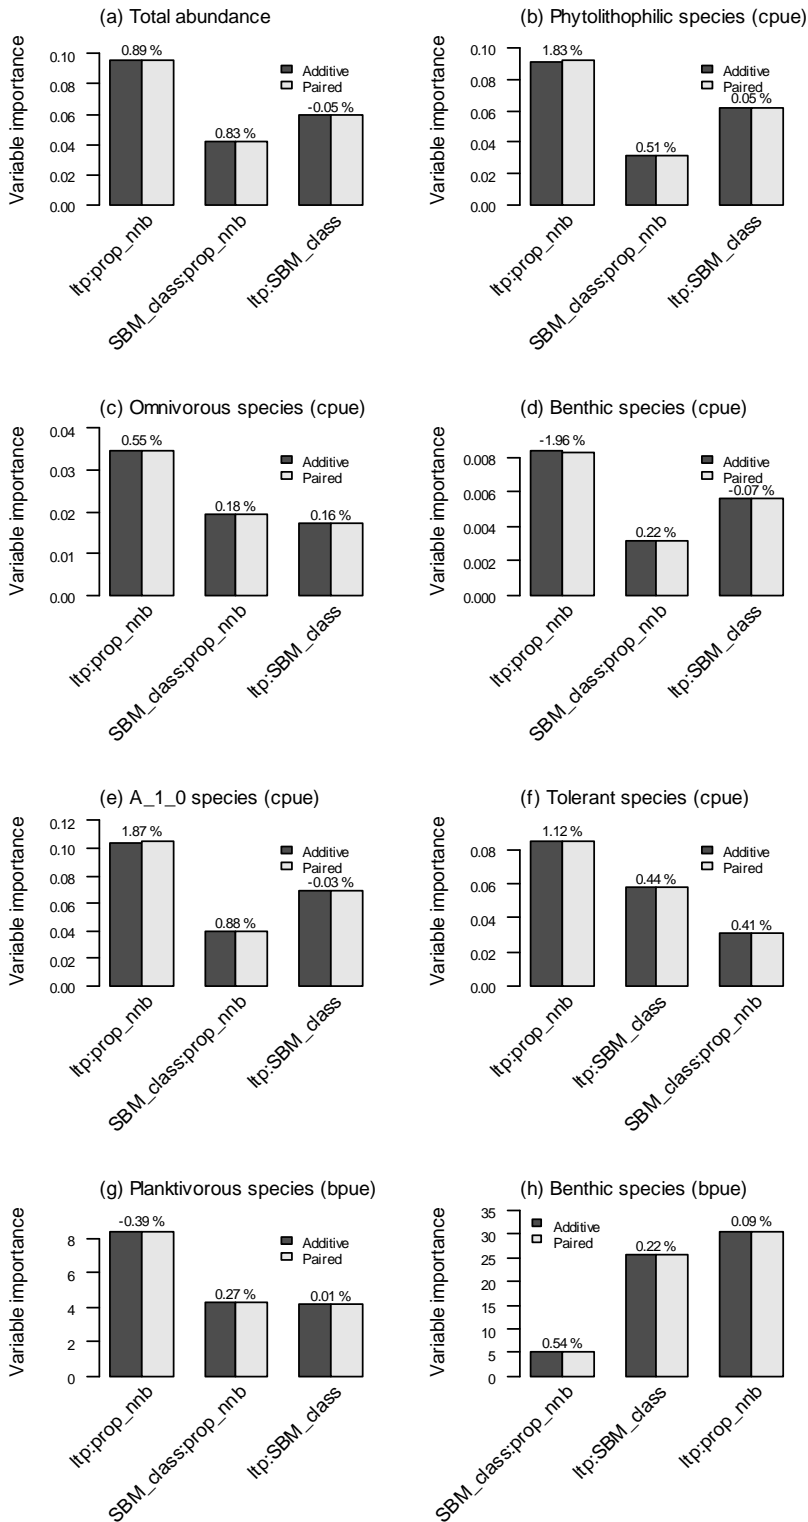 (a) Total abundance
Variable importance
0.10
0.08
0.06
0.04
0.02
0.00
0.89 %
0.83 %
-0.05 %
Additive
Paired
ltp:prop_nnb
SBM_class:prop_nnb
ltp:SBM_class
(b) Phytolithophilic species (cpue)
Variable importance
0.10
0.08
0.06
0.04
0.02
0.00
1.83 %
0.51 %
0.05 %
Additive
Paired
ltp:prop_nnb
SBM_class:prop_nnb
ltp:SBM_class
(c) Omnivorous species (cpue)
Variable importance
0.04
0.03
0.02
0.01
0.00
0.55 %
0.18 %
0.16 %
Additive
Paired
ltp:prop_nnb
SBM_class:prop_nnb
ltp:SBM_class
(d) Benthic species (cpue)
Variable importance
0.008
0.006
0.004
0.002
0.000
-1.96 %
0.22 %
-0.07 %
Additive
Paired
ltp:prop_nnb
SBM_class:prop_nnb
ltp:SBM_class
(e) A_1_0 species (cpue)
Variable importance
0.12
0.10
0.08
0.06
0.04
0.02
0.00
1.87 %
0.88 %
-0.03 %
Additive
Paired
ltp:prop_nnb
SBM_class:prop_nnb
ltp:SBM_class
(f) Tolerant species (cpue)
Variable importance
0.08
0.06
0.04
0.02
0.00
1.12 %
0.44 %
0.41 %
Additive
Paired
ltp:prop_nnb
ltp:SBM_class
SBM_class:prop_nnb
(g) Planktivorous species (bpue)
Variable importance
8
6
4
2
0
-0.39 %
0.27 %
0.01 %
Additive
Paired
ltp:prop_nnb
SBM_class:prop_nnb
ltp:SBM_class
(h) Benthic species (bpue)
Variable importance
35
30
25
20
15
10
5
0
0.54 %
0.22 %
0.09 %
Additive
Paired
SBM_class:prop_nnb
ltp:SBM_class
ltp:prop_nnb